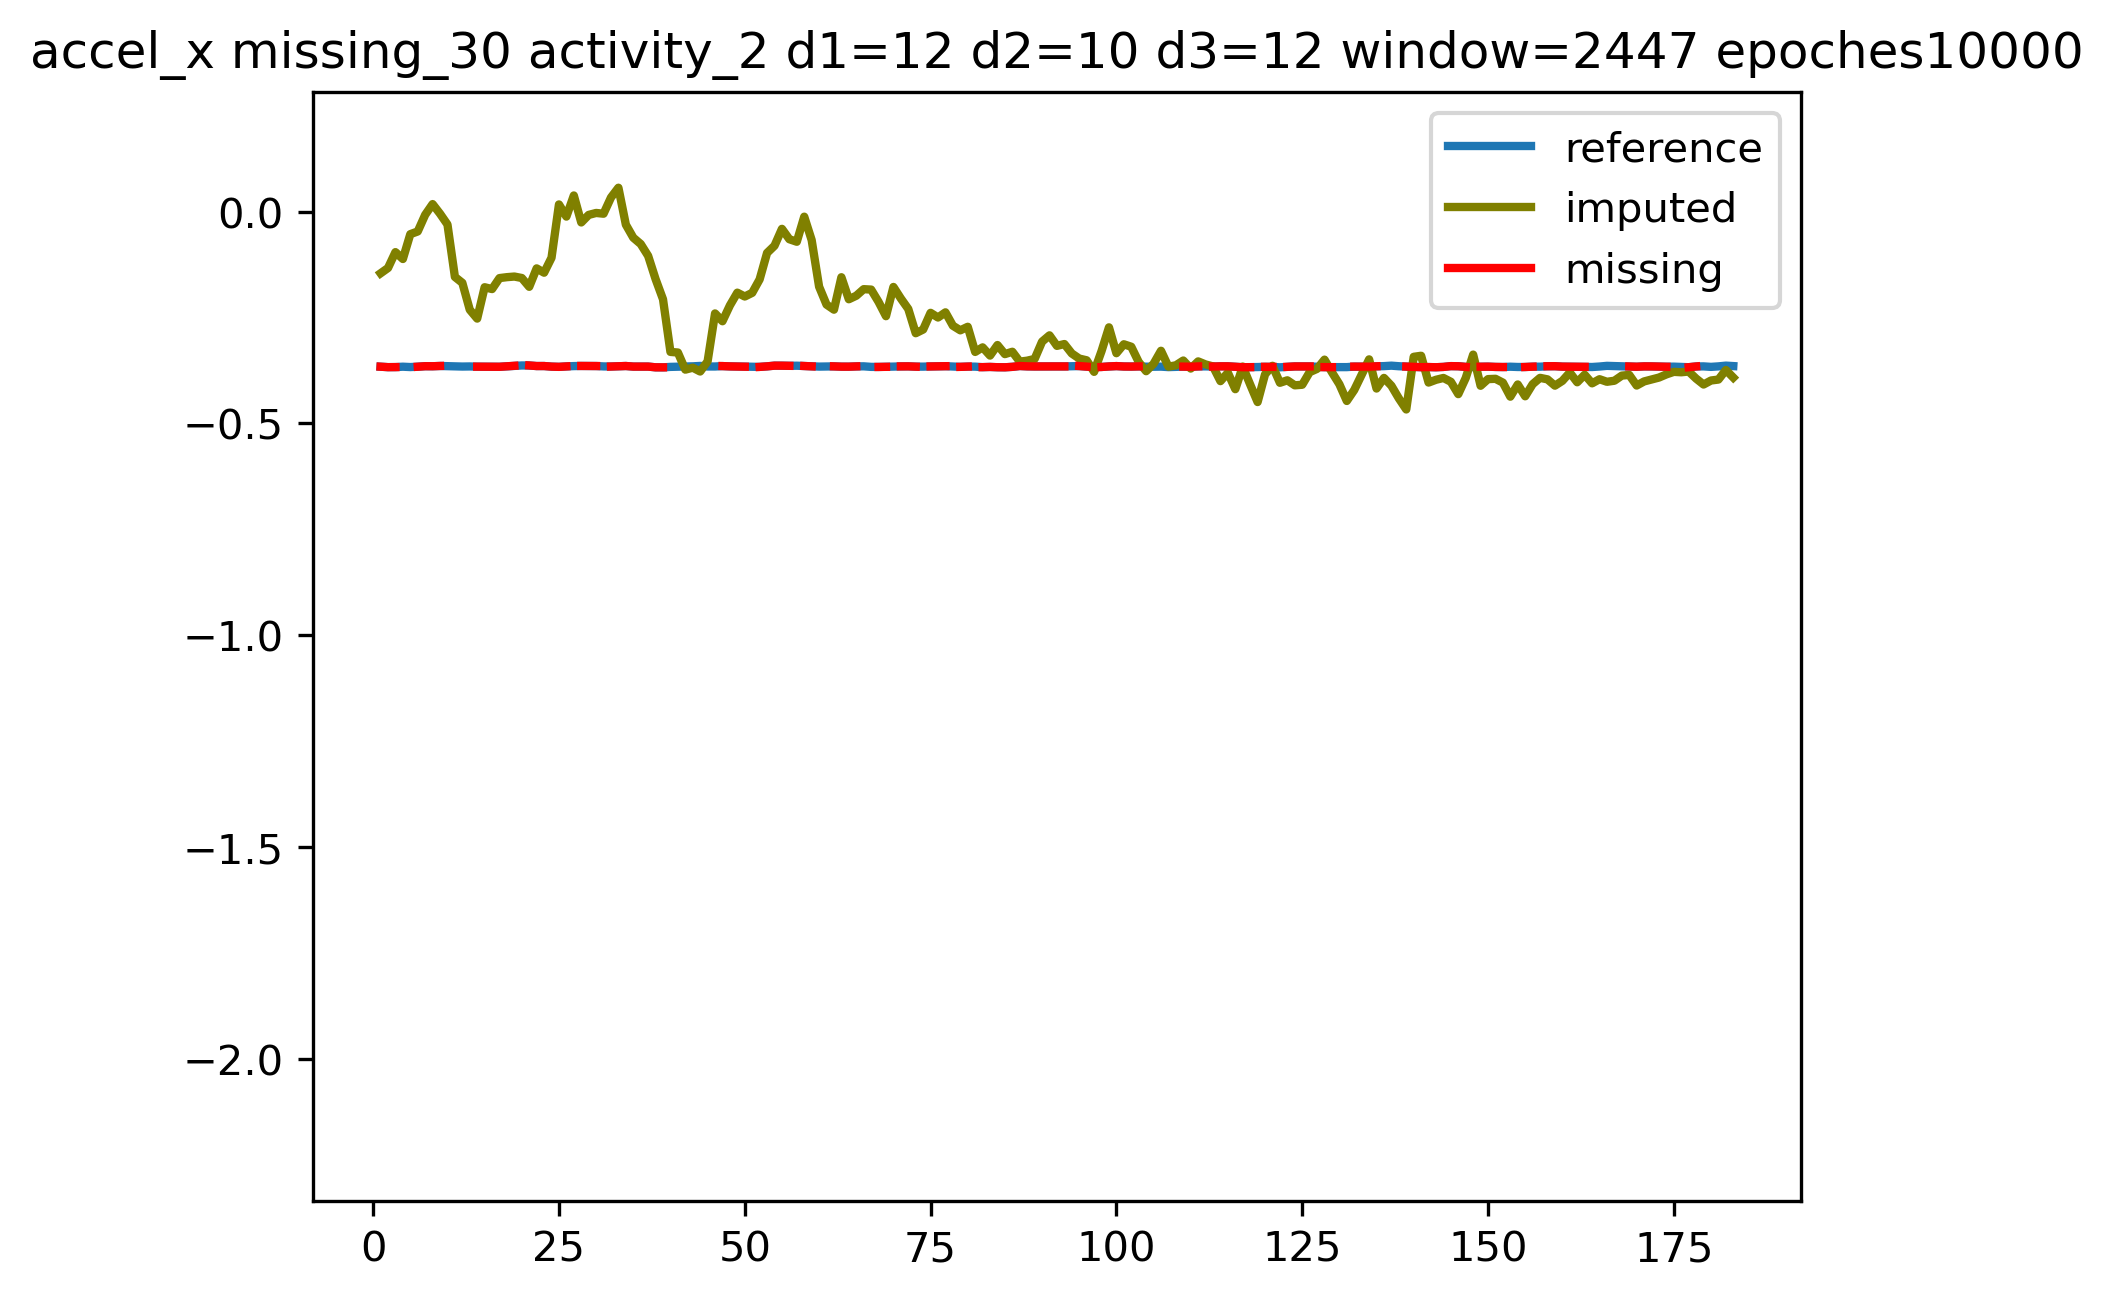 accel_x missing_30 activity_2 d1=12 d2=10 d3=12 window=2447 epoches10000
reference
imputed
missing
0.0
−0.5
−1.0
−1.5
−2.0
0 25 50 75 100 125 150 175